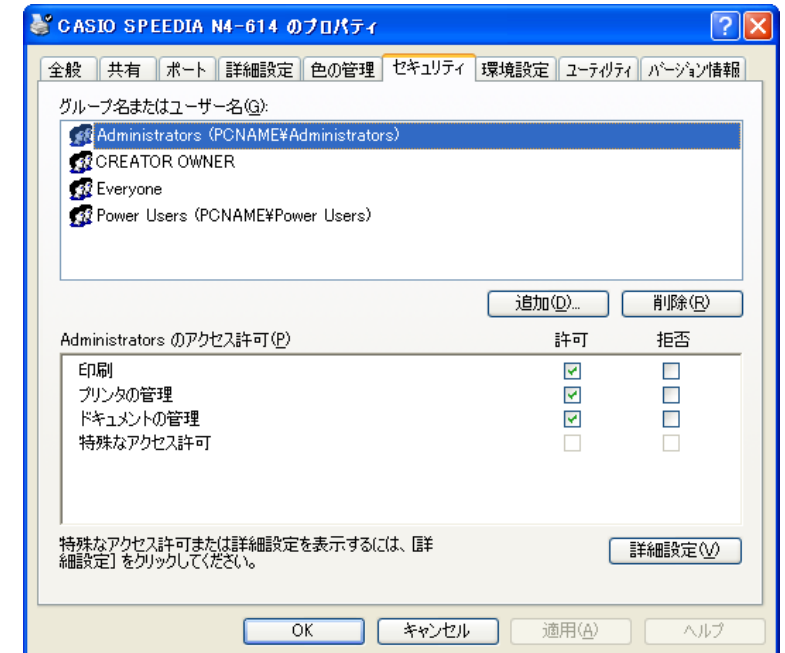 CASIO SPEEDIA N4-614 のプロパティ
全般 共有 ポート 詳細設定 色の管理 セキュリティ 環境設定 ユーティリティ バージョン情報
グループ名またはユーザー名(G):
Administrators (PCNAME¥Administrators)
CREATOR OWNER
Everyone
Power Users (PCNAME¥Power Users)
追加(D)... 削除(R)
Administrators のアクセス許可(P) 許可 拒否
印刷
プリンタの管理
ドキュメントの管理
特殊なアクセス許可
特殊なアクセス許可または詳細設定を表示するには、[詳
細設定] をクリックしてください。
詳細設定(V)
OK キャンセル 適用(A) ヘルプ